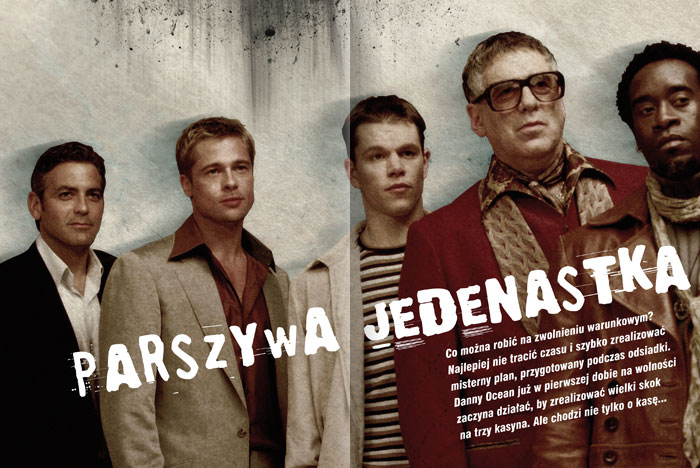 PARSZYWA JEDENASTKA
Co można robić na zwolnieniu warunkowym?
Najlepiej nie tracić czasu i szybko zrealizować
misterny plan, przygotowany podczas odsiadki.
Danny Ocean już w pierwszej dobie na wolności
zaczyna działać, by zrealizować wielki skok
na trzy kasyna. Ale chodzi nie tylko o kasę...